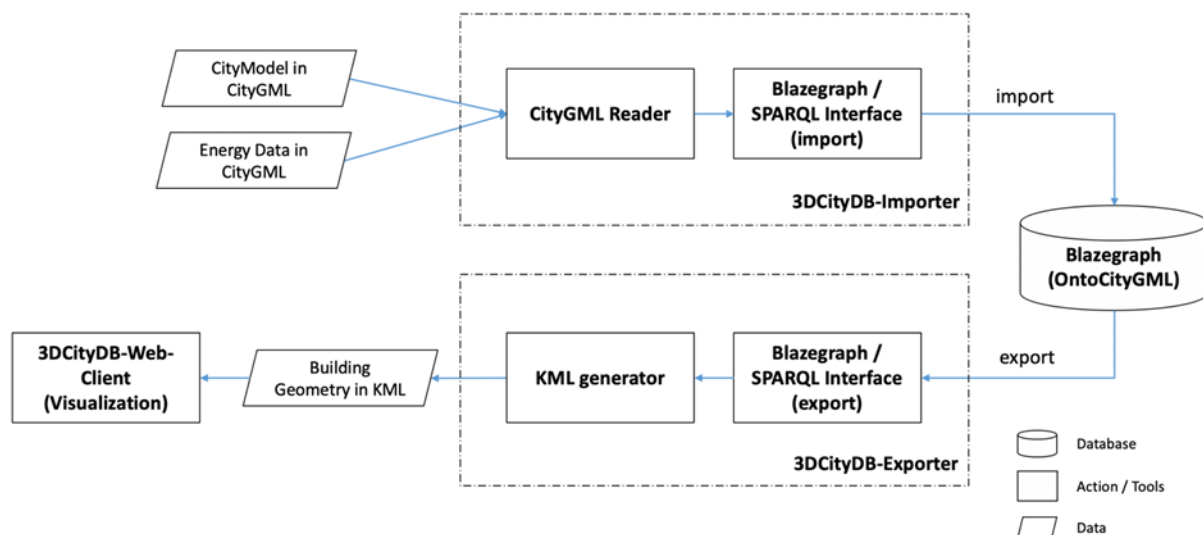 CityModel in
CityGML
Energy Data in
CityGML
CityGML Reader
Blazegraph /
SPARQL Interface
(import)
import
3DCityDB-Importer
Blazegraph
(OntoCityGML)
3DCityDB-Web-
Client
(Visualization)
Building
Geometry in KML
KML generator
Blazegraph /
SPARQL Interface
(export)
export
3DCityDB-Exporter
Database
Action / Tools
Data